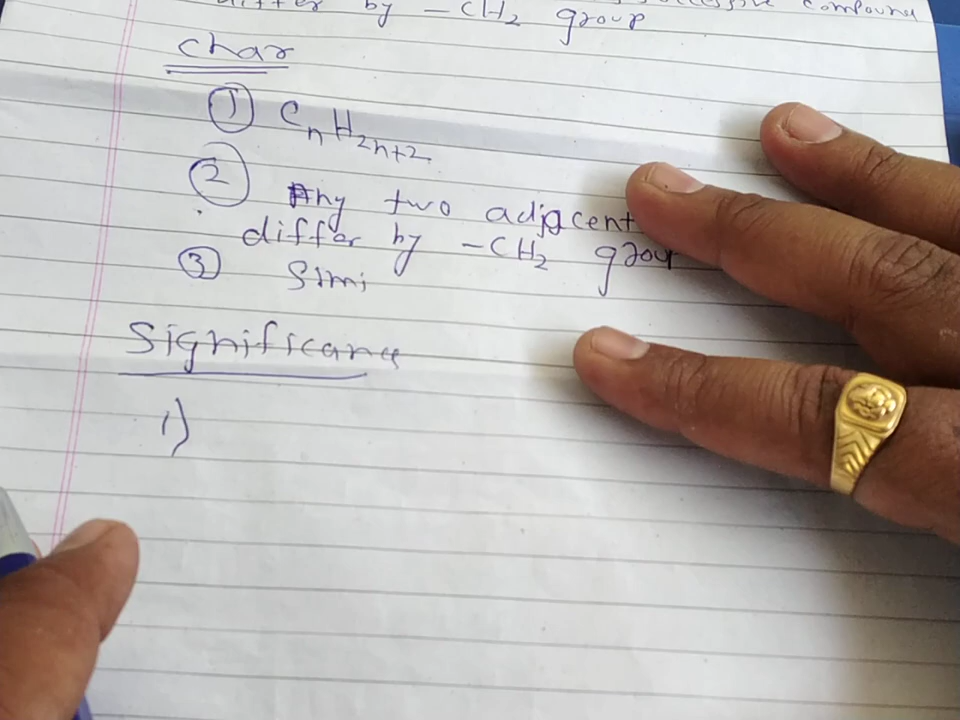 differ by -CH2 group
Char
① CnH2n+2
② Any two adjacent
differ by -CH2 group
③ Simi
Significance
1)